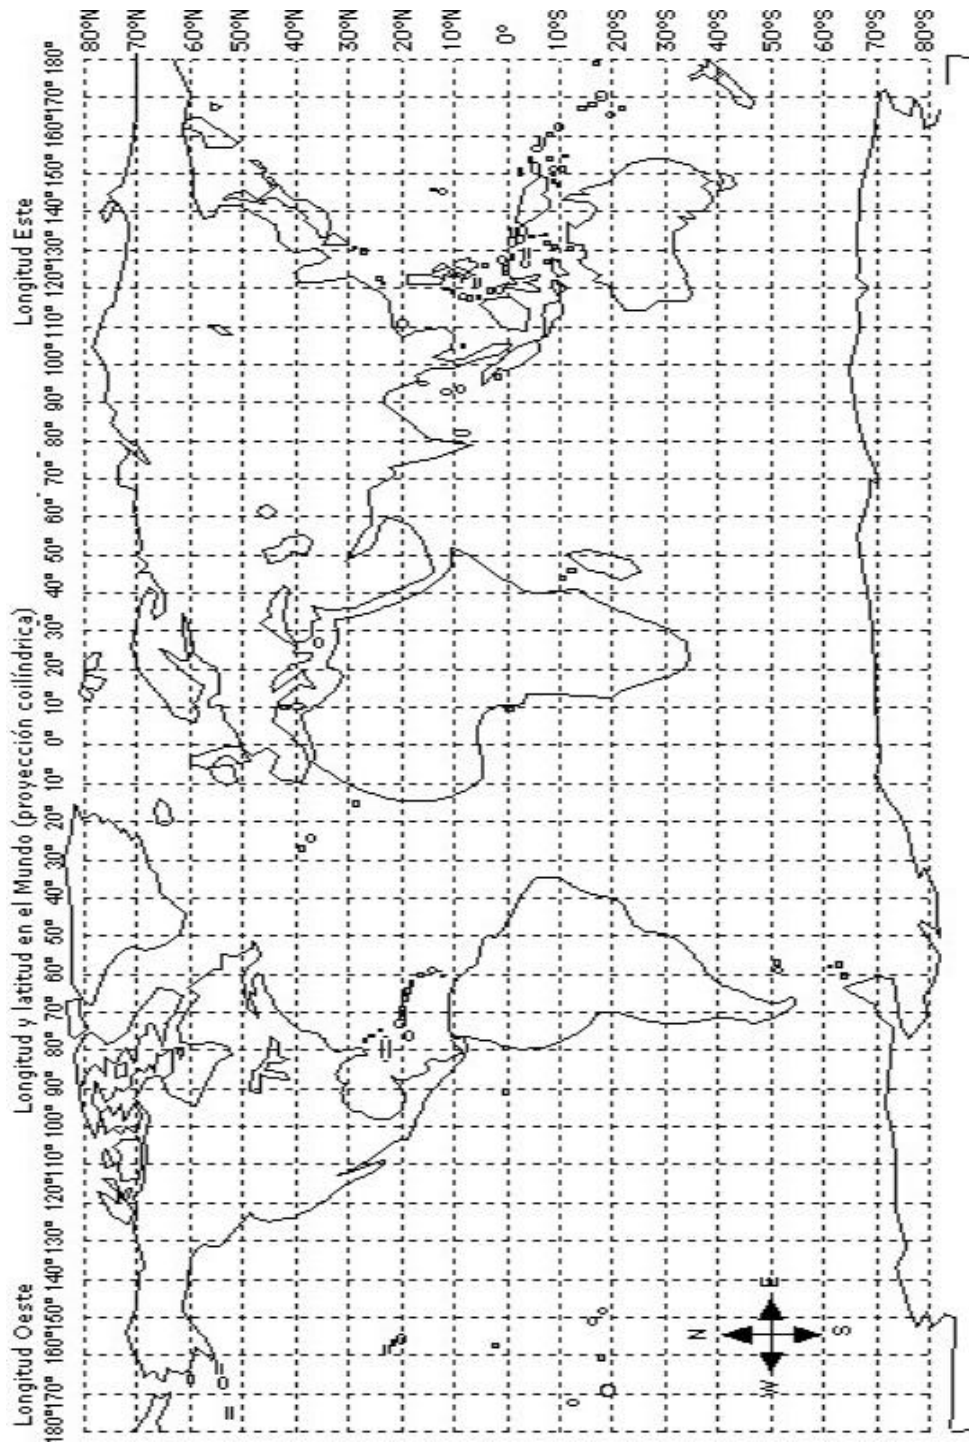 Longitud Oeste Longitud y latitud en el Mundo (proyección coilíndrica) Longitud Este
180° 170° 160° 150° 140° 130° 120° 110° 100° 90° 80° 70° 60° 50° 40° 30° 20° 10° 0° 10° 20° 30° 40° 50° 60° 70° 80° 90° 100° 110° 120° 130° 140° 150° 160° 170° 180°
80°N
70°N
60°N
50°N
40°N
30°N
20°N
10°N
0°
10°S
20°S
30°S
40°S
50°S
60°S
70°S
80°S
N
W E
S